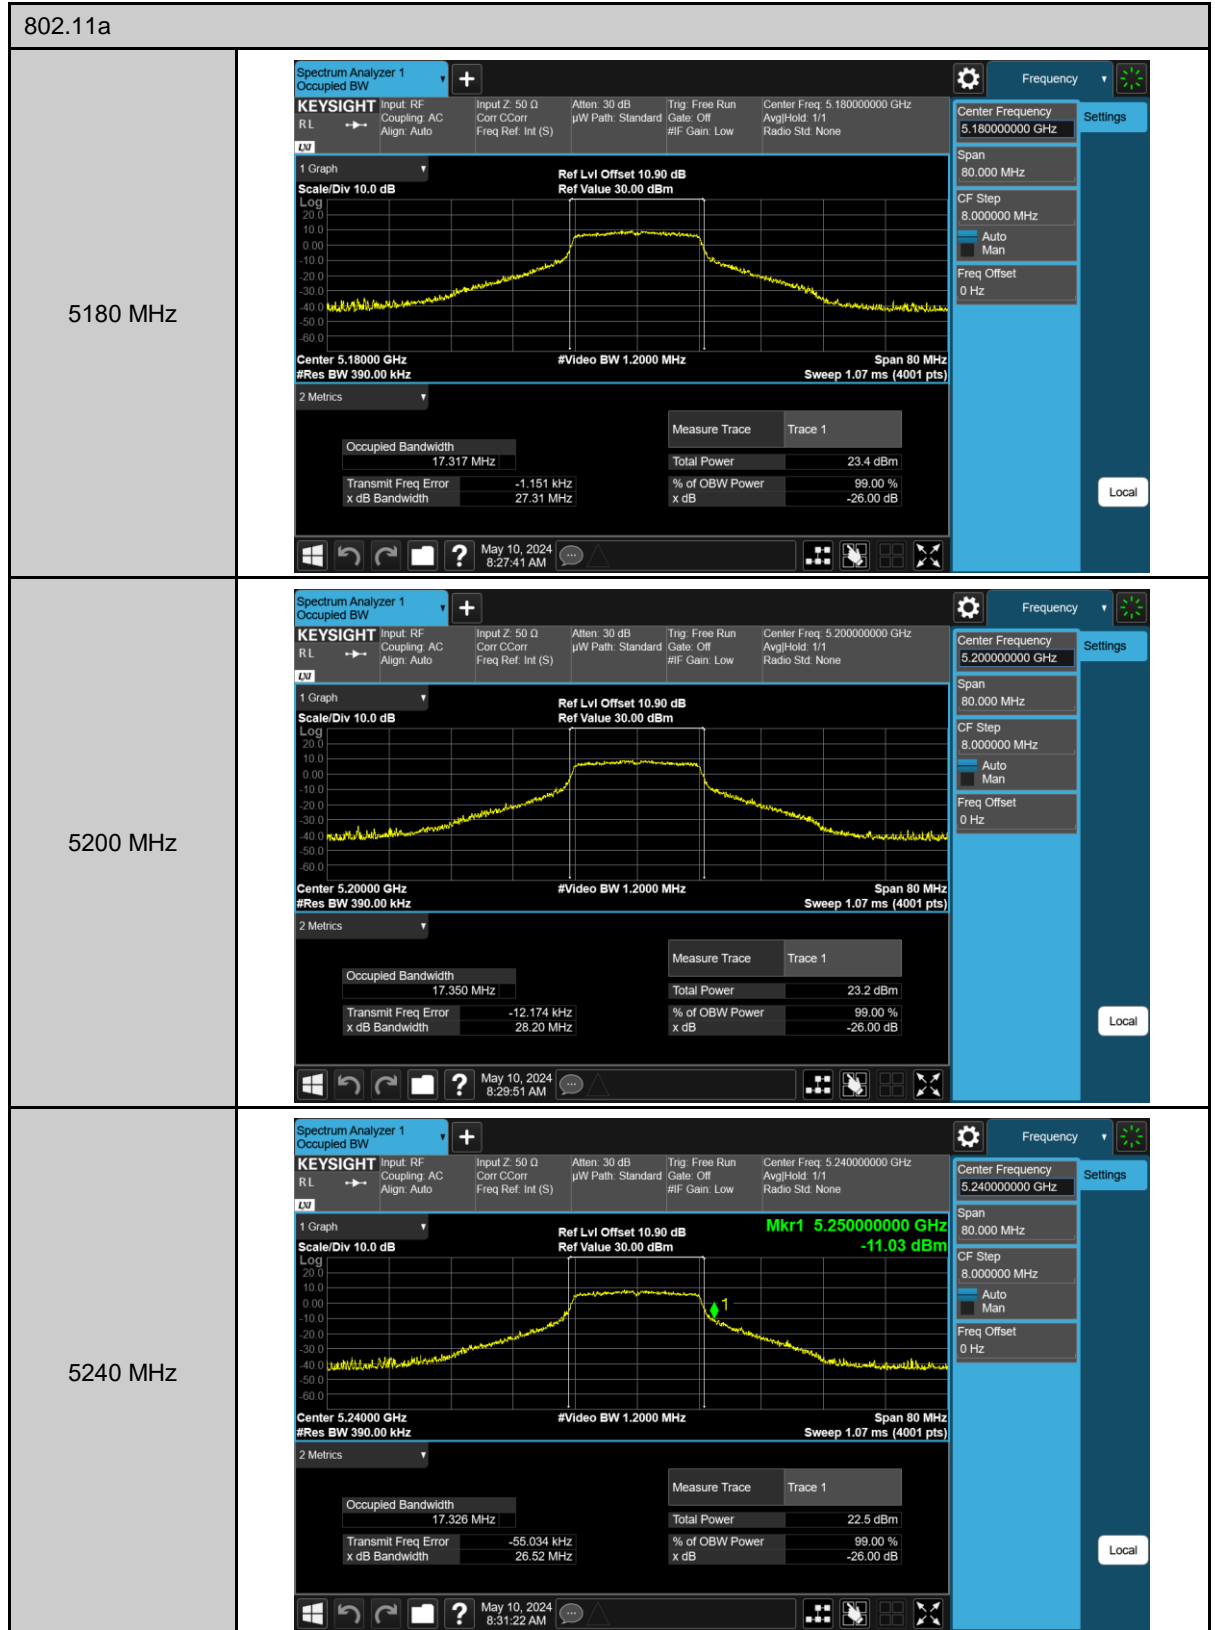 802.11a
5180 MHz
Spectrum Analyzer 1
Occupied BW
Frequency
KEYSIGHT
RL
LXI
Input: RF
Coupling: AC
Align: Auto
Input Z: 50 Ω
Corr CCorr
Freq Ref: Int (S)
Atten: 30 dB
µW Path: Standard
Trig: Free Run
Gate: Off
#IF Gain: Low
Center Freq: 5.180000000 GHz
Avg|Hold: 1/1
Radio Std: None
Center Frequency
5.180000000 GHz
Settings
Span
80.000 MHz
CF Step
8.000000 MHz
Auto
Man
Freq Offset
0 Hz
Local
1 Graph
Scale/Div 10.0 dB
Ref Lvl Offset 10.90 dB
Ref Value 30.00 dBm
Log
20.0
10.0
0.00
-10.0
-20.0
-30.0
-40.0
-50.0
-60.0
Center 5.18000 GHz
#Video BW 1.2000 MHz
Span 80 MHz
#Res BW 390.00 kHz
Sweep 1.07 ms (4001 pts)
2 Metrics
Measure Trace Trace 1
Occupied Bandwidth
17.317 MHz
Total Power 23.4 dBm
Transmit Freq Error -1.151 kHz
% of OBW Power 99.00 %
x dB Bandwidth 27.31 MHz
x dB -26.00 dB
May 10, 2024
8:27:41 AM
5200 MHz
Spectrum Analyzer 1
Occupied BW
Frequency
KEYSIGHT
RL
LXI
Input: RF
Coupling: AC
Align: Auto
Input Z: 50 Ω
Corr CCorr
Freq Ref: Int (S)
Atten: 30 dB
µW Path: Standard
Trig: Free Run
Gate: Off
#IF Gain: Low
Center Freq: 5.200000000 GHz
Avg|Hold: 1/1
Radio Std: None
Center Frequency
5.200000000 GHz
Settings
Span
80.000 MHz
CF Step
8.000000 MHz
Auto
Man
Freq Offset
0 Hz
Local
1 Graph
Scale/Div 10.0 dB
Ref Lvl Offset 10.90 dB
Ref Value 30.00 dBm
Log
20.0
10.0
0.00
-10.0
-20.0
-30.0
-40.0
-50.0
-60.0
Center 5.20000 GHz
#Video BW 1.2000 MHz
Span 80 MHz
#Res BW 390.00 kHz
Sweep 1.07 ms (4001 pts)
2 Metrics
Measure Trace Trace 1
Occupied Bandwidth
17.350 MHz
Total Power 23.2 dBm
Transmit Freq Error -12.174 kHz
% of OBW Power 99.00 %
x dB Bandwidth 28.20 MHz
x dB -26.00 dB
May 10, 2024
8:29:51 AM
5240 MHz
Spectrum Analyzer 1
Occupied BW
Frequency
KEYSIGHT
RL
LXI
Input: RF
Coupling: AC
Align: Auto
Input Z: 50 Ω
Corr CCorr
Freq Ref: Int (S)
Atten: 30 dB
µW Path: Standard
Trig: Free Run
Gate: Off
#IF Gain: Low
Center Freq: 5.240000000 GHz
Avg|Hold: 1/1
Radio Std: None
Center Frequency
5.240000000 GHz
Settings
Span
80.000 MHz
CF Step
8.000000 MHz
Auto
Man
Freq Offset
0 Hz
Local
1 Graph
Scale/Div 10.0 dB
Ref Lvl Offset 10.90 dB
Ref Value 30.00 dBm
Mkr1 5.250000000 GHz
-11.03 dBm
Log
20.0
10.0
0.00
-10.0
-20.0
-30.0
-40.0
-50.0
-60.0
1
Center 5.24000 GHz
#Video BW 1.2000 MHz
Span 80 MHz
#Res BW 390.00 kHz
Sweep 1.07 ms (4001 pts)
2 Metrics
Measure Trace Trace 1
Occupied Bandwidth
17.326 MHz
Total Power 22.5 dBm
Transmit Freq Error -55.034 kHz
% of OBW Power 99.00 %
x dB Bandwidth 26.52 MHz
x dB -26.00 dB
May 10, 2024
8:31:22 AM